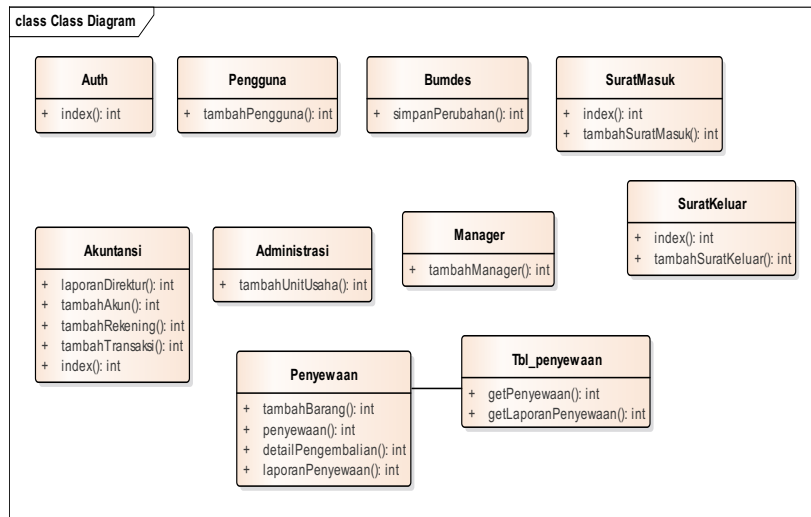 class Class Diagram
Auth
+ index(): int
Pengguna
+ tambahPengguna(): int
Bumdes
+ simpanPerubahan(): int
SuratMasuk
+ index(): int
+ tambahSuratMasuk(): int
SuratKeluar
+ index(): int
+ tambahSuratKeluar(): int
Akuntansi
+ laporanDirektur(): int
+ tambahAkun(): int
+ tambahRekening(): int
+ tambahTransaksi(): int
+ index(): int
Administrasi
+ tambahUnitUsaha(): int
Manager
+ tambahManager(): int
Penyewaan
+ tambahBarang(): int
+ penyewaan(): int
+ detailPengembalian(): int
+ laporanPenyewaan(): int
Tbl_penyewaan
+ getPenyewaan(): int
+ getLaporanPenyewaan(): int